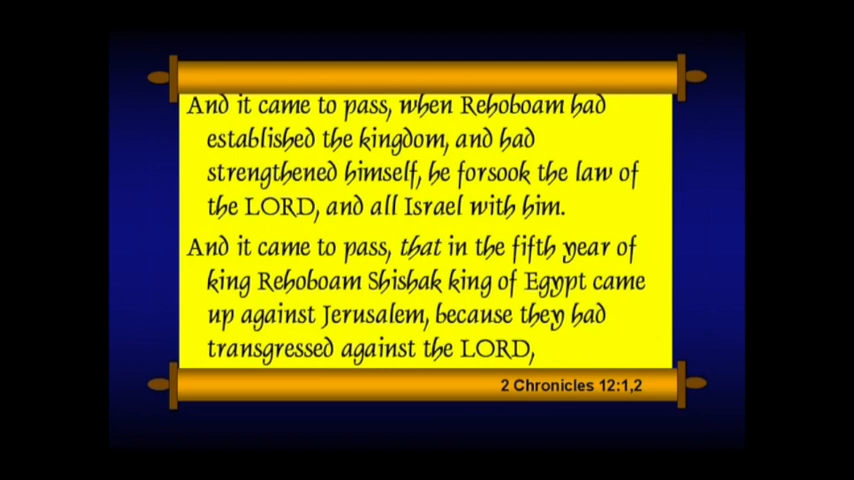 And it came to pass, when Rehoboam had
established the kingdom, and had
strengthened himself, he forsook the law of
the LORD, and all Israel with him.
And it came to pass, that in the fifth year of
king Rehoboam Shishak king of Egypt came
up against Jerusalem, because they had
transgressed against the LORD,
2 Chronicles 12:1,2